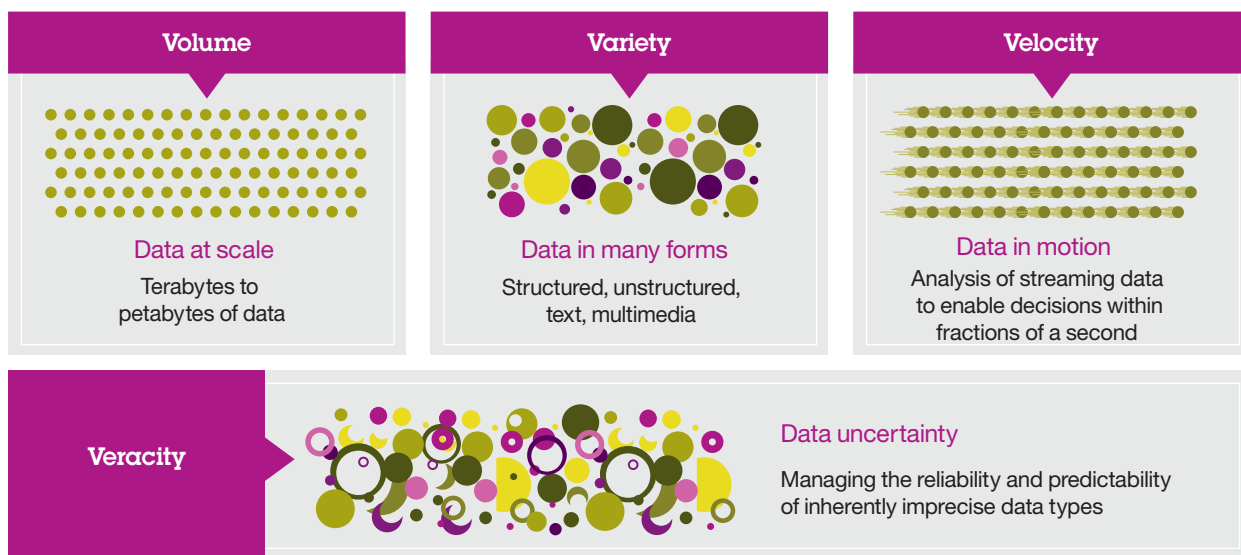 Volume
Data at scale
Terabytes to
petabytes of data
Variety
Data in many forms
Structured, unstructured,
text, multimedia
Velocity
Data in motion
Analysis of streaming data
to enable decisions within
fractions of a second
Veracity
Data uncertainty
Managing the reliability and predictability
of inherently imprecise data types